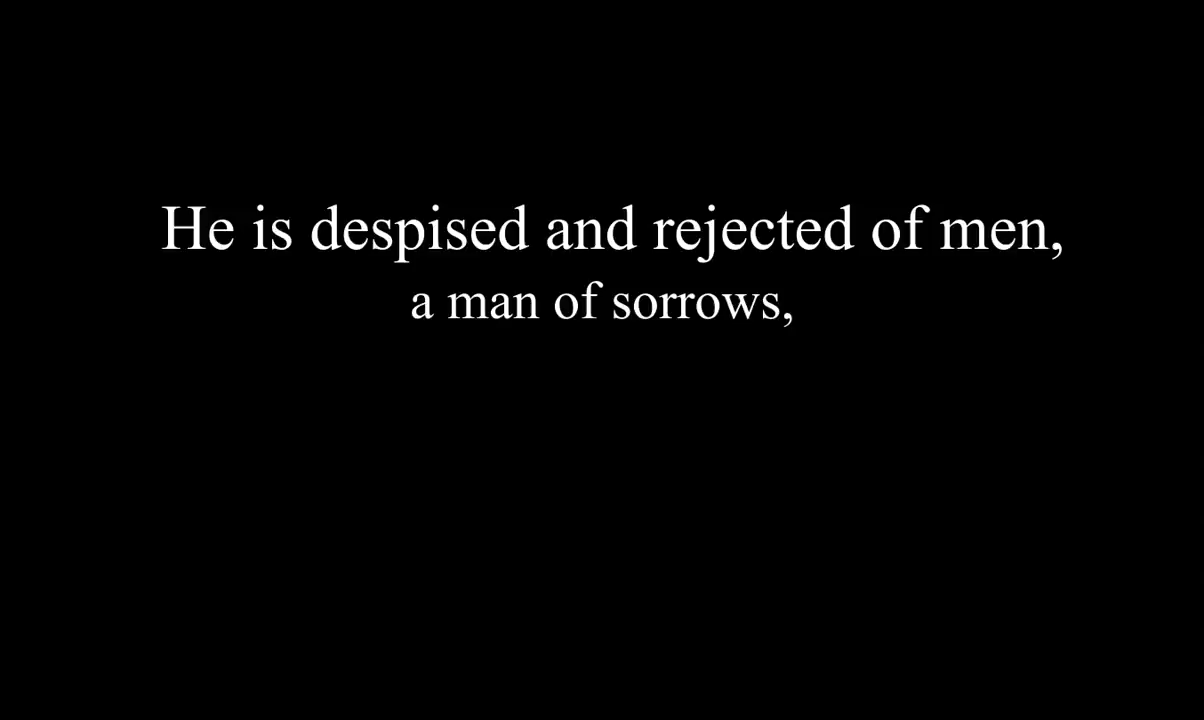 He is despised and rejected of men,
a man of sorrows,